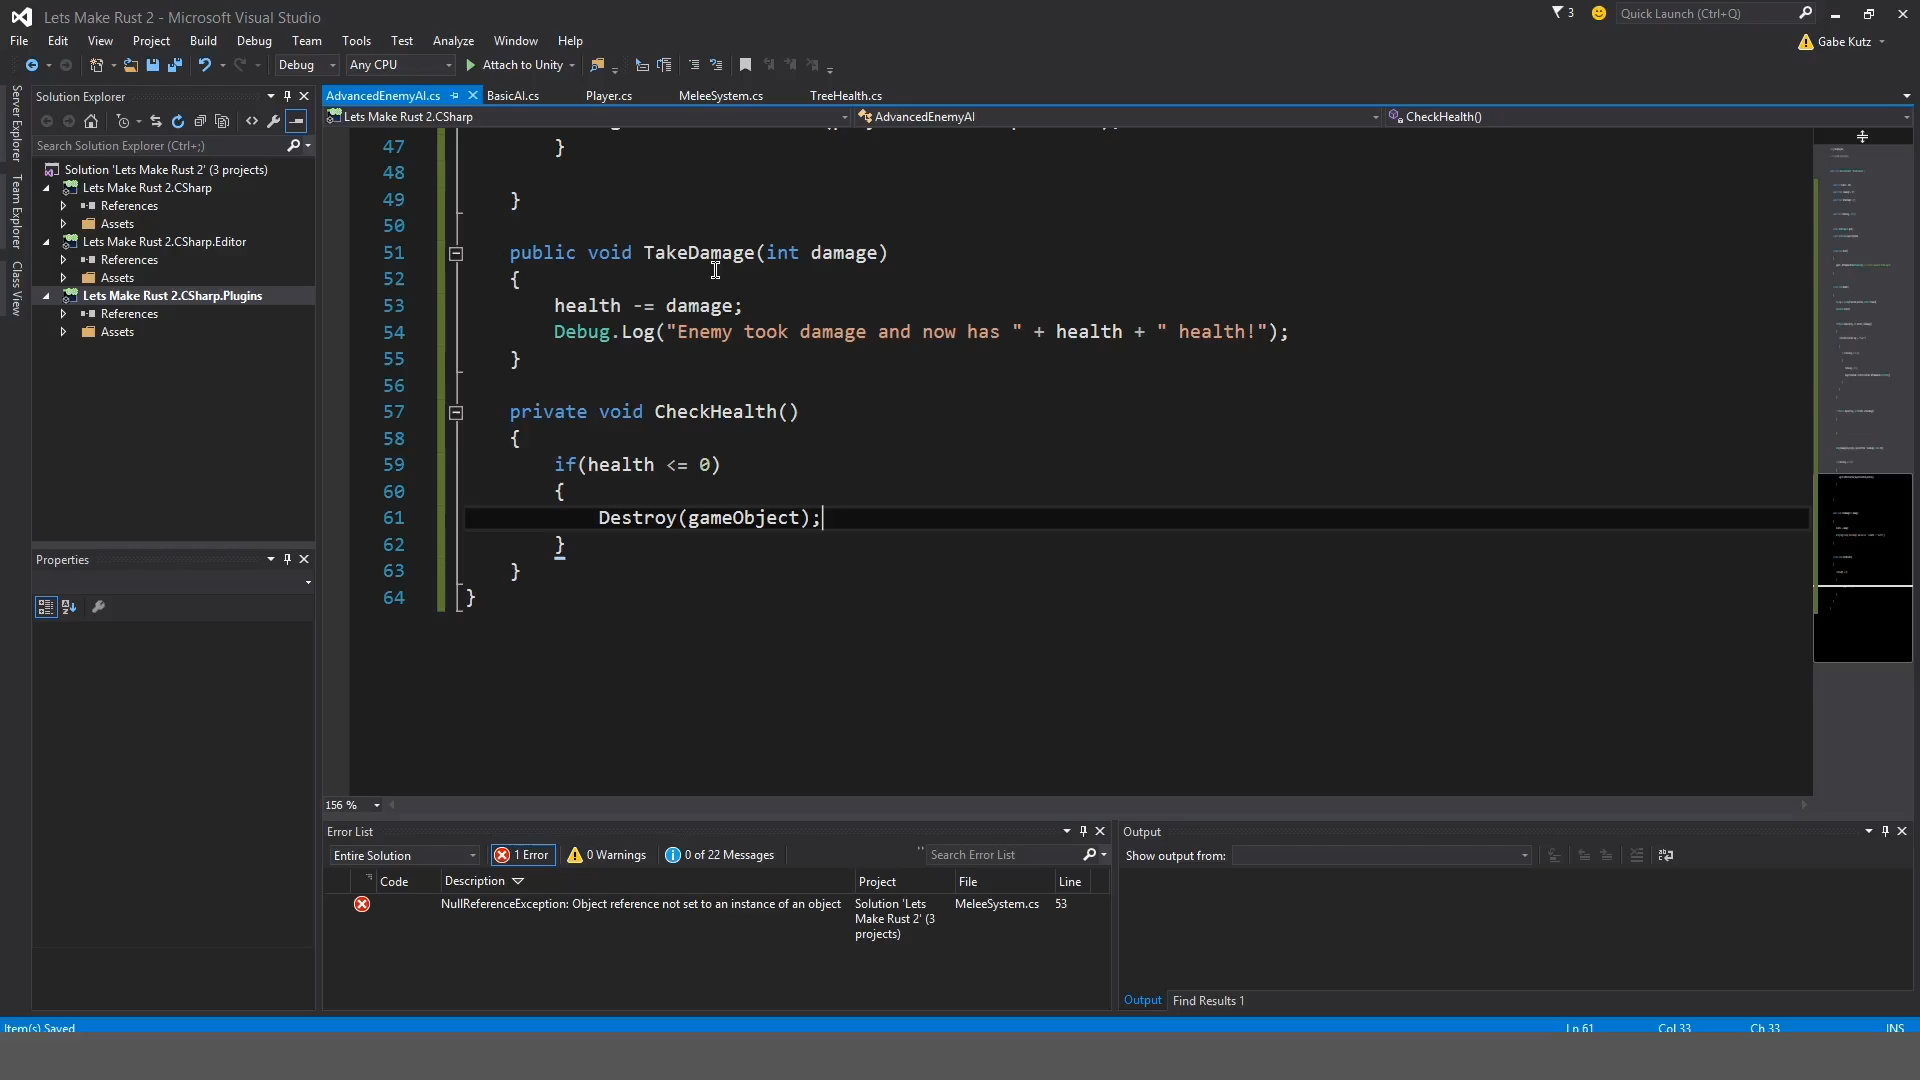 Lets Make Rust 2 - Microsoft Visual Studio
3
Quick Launch (Ctrl+Q)
File Edit View Project Build Debug Team Tools Test Analyze Window Help
Gabe Kutz
Debug Any CPU Attach to Unity
Server Explorer
Team Explorer
Class View
Solution Explorer
Search Solution Explorer (Ctrl+;)
Solution 'Lets Make Rust 2' (3 projects)
Lets Make Rust 2.CSharp
References
Assets
Lets Make Rust 2.CSharp.Editor
References
Assets
Lets Make Rust 2.CSharp.Plugins
References
Assets
Properties
AdvancedEnemyAI.cs BasicAI.cs Player.cs MeleeSystem.cs TreeHealth.cs
Lets Make Rust 2.CSharp AdvancedEnemyAI CheckHealth()
47 }
48
49 }
50
51 public void TakeDamage(int damage)
52 {
53 health -= damage;
54 Debug.Log("Enemy took damage and now has " + health + " health!");
55 }
56
57 private void CheckHealth()
58 {
59 if(health <= 0)
60 {
61 Destroy(gameObject);
62 }
63 }
64 }
156 %
Error List
Entire Solution 1 Error 0 Warnings 0 of 22 Messages Search Error List
Code Description Project File Line
NullReferenceException: Object reference not set to an instance of an object Solution 'Lets MeleeSystem.cs 53
Make Rust 2' (3
projects)
Output
Show output from:
Output Find Results 1
Item(s) Saved Ln 61 Col 33 Ch 33 INS